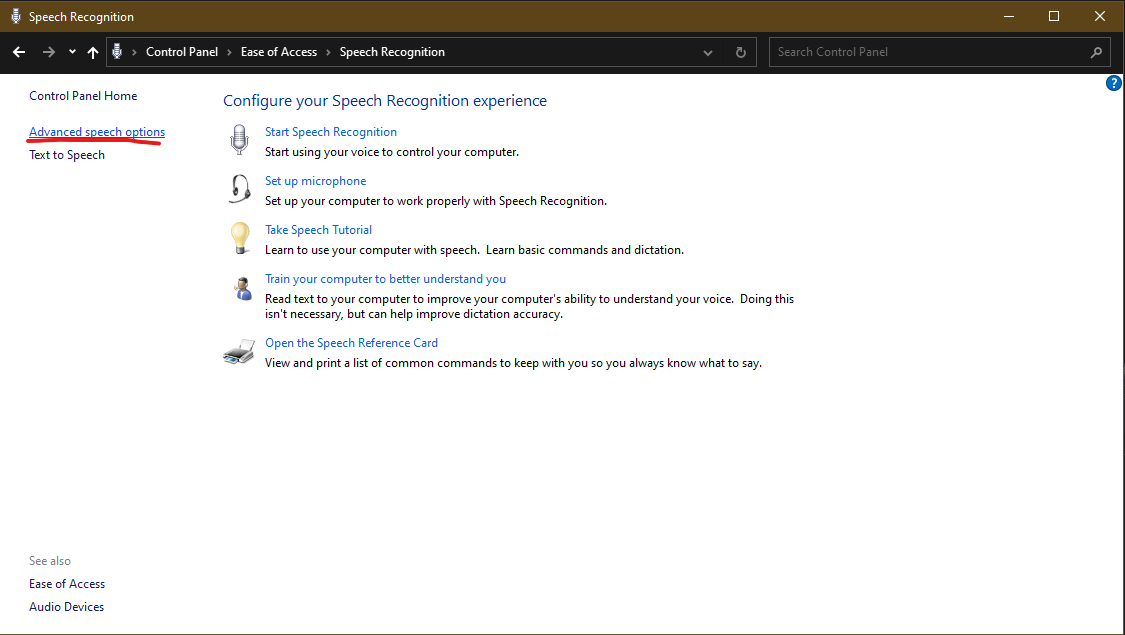 Speech Recognition
Control Panel > Ease of Access > Speech Recognition
Search Control Panel
Control Panel Home
Advanced speech options
Text to Speech
Configure your Speech Recognition experience
Start Speech Recognition
Start using your voice to control your computer.
Set up microphone
Set up your computer to work properly with Speech Recognition.
Take Speech Tutorial
Learn to use your computer with speech.  Learn basic commands and dictation.
Train your computer to better understand you
Read text to your computer to improve your computer's ability to understand your voice.  Doing this
isn't necessary, but can help improve dictation accuracy.
Open the Speech Reference Card
View and print a list of common commands to keep with you so you always know what to say.
See also
Ease of Access
Audio Devices